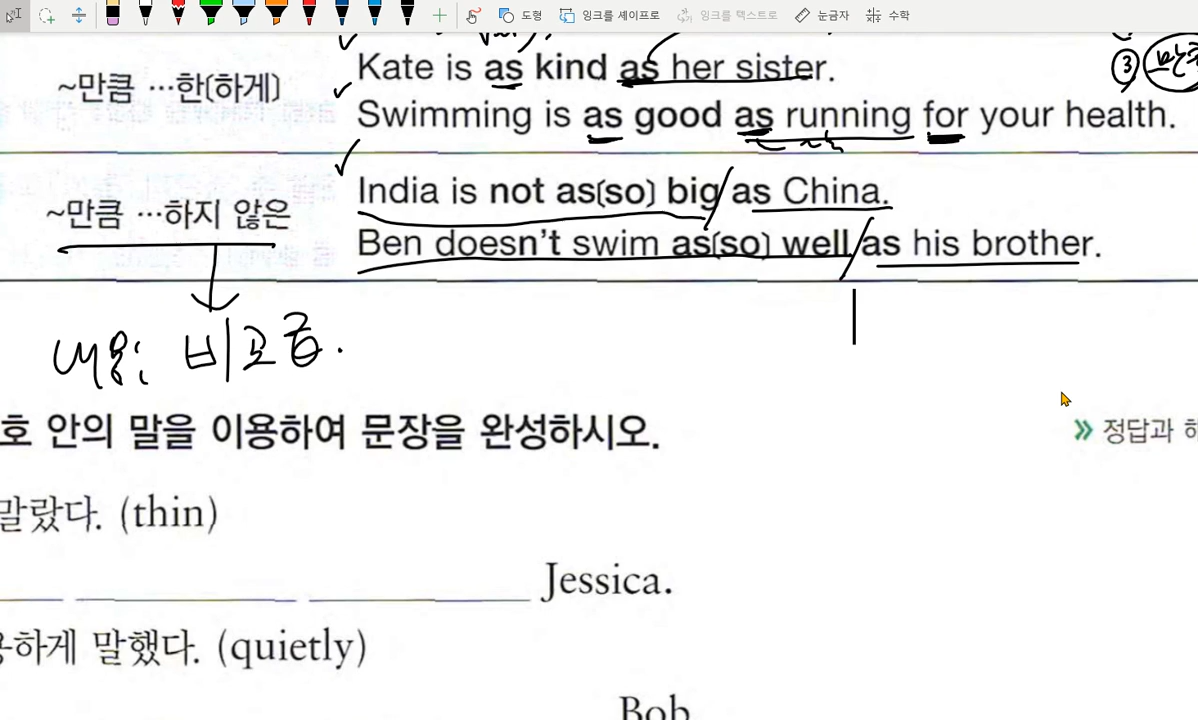 도형 잉크를 셰이프로 잉크를 텍스트로 눈금자 수학
~만큼 …한(하게)
Kate is as kind as her sister.
③
Swimming is as good as running for your health.
~만큼 …하지 않은
India is not as(so) big/as China.
Ben doesn't swim as(so) well/as his brother.
내용: 비교급.
호 안의 말을 이용하여 문장을 완성하시오.
» 정답과 해
말랐다. (thin)
Jessica.
용하게 말했다. (quietly)
Bob